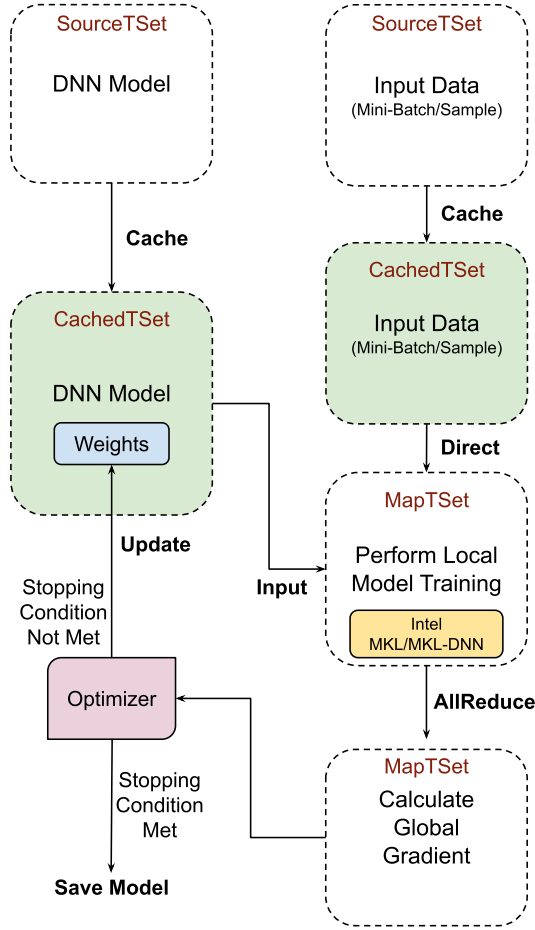 SourceTSet
DNN Model
Cache
CachedTSet
DNN Model
Weights
Update
Stopping
Condition
Not Met
Optimizer
Stopping
Condition
Met
Save Model
SourceTSet
Input Data
(Mini-Batch/Sample)
Cache
CachedTSet
Input Data
(Mini-Batch/Sample)
Direct
Input
MapTSet
Perform Local
Model Training
Intel
MKL/MKL-DNN
AllReduce
MapTSet
Calculate
Global
Gradient